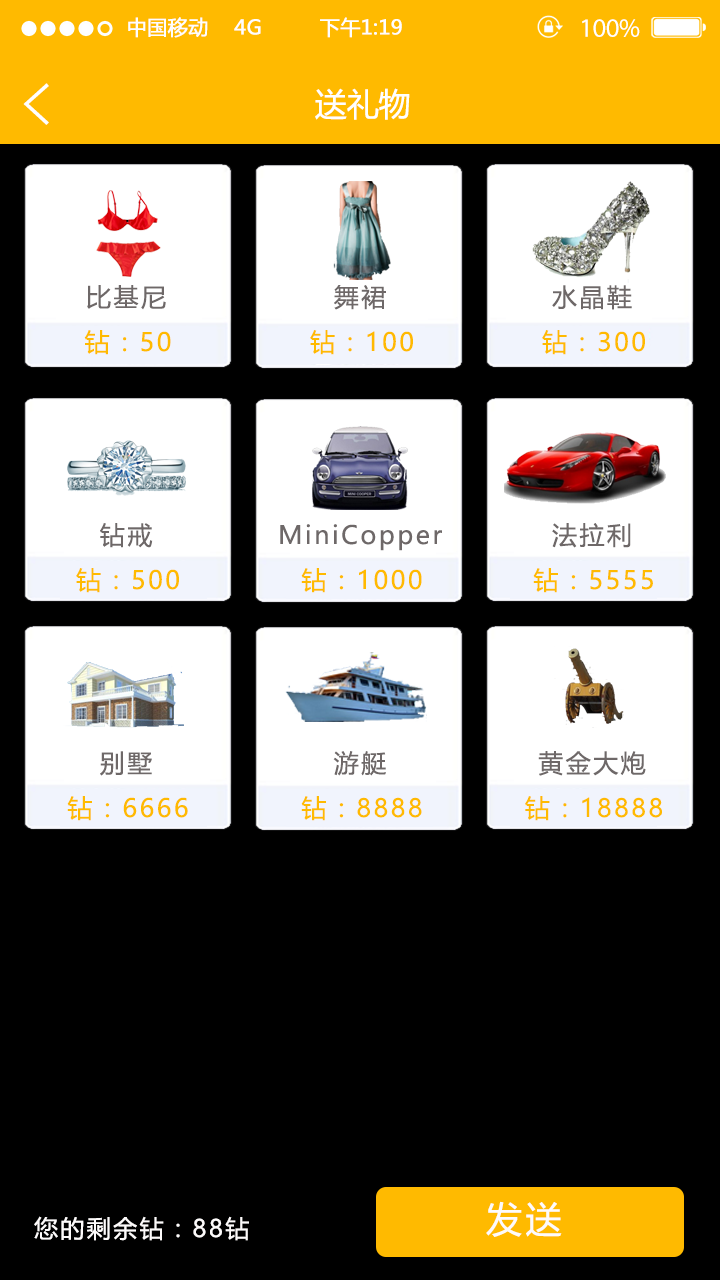 中国移动 4G 下午1:19 100%
送礼物
比基尼 舞裙 水晶鞋
钻：50 钻：100 钻：300
钻戒 MiniCopper 法拉利
钻：500 钻：1000 钻：5555
别墅 游艇 黄金大炮
钻：6666 钻：8888 钻：18888
您的剩余钻：88钻 发送